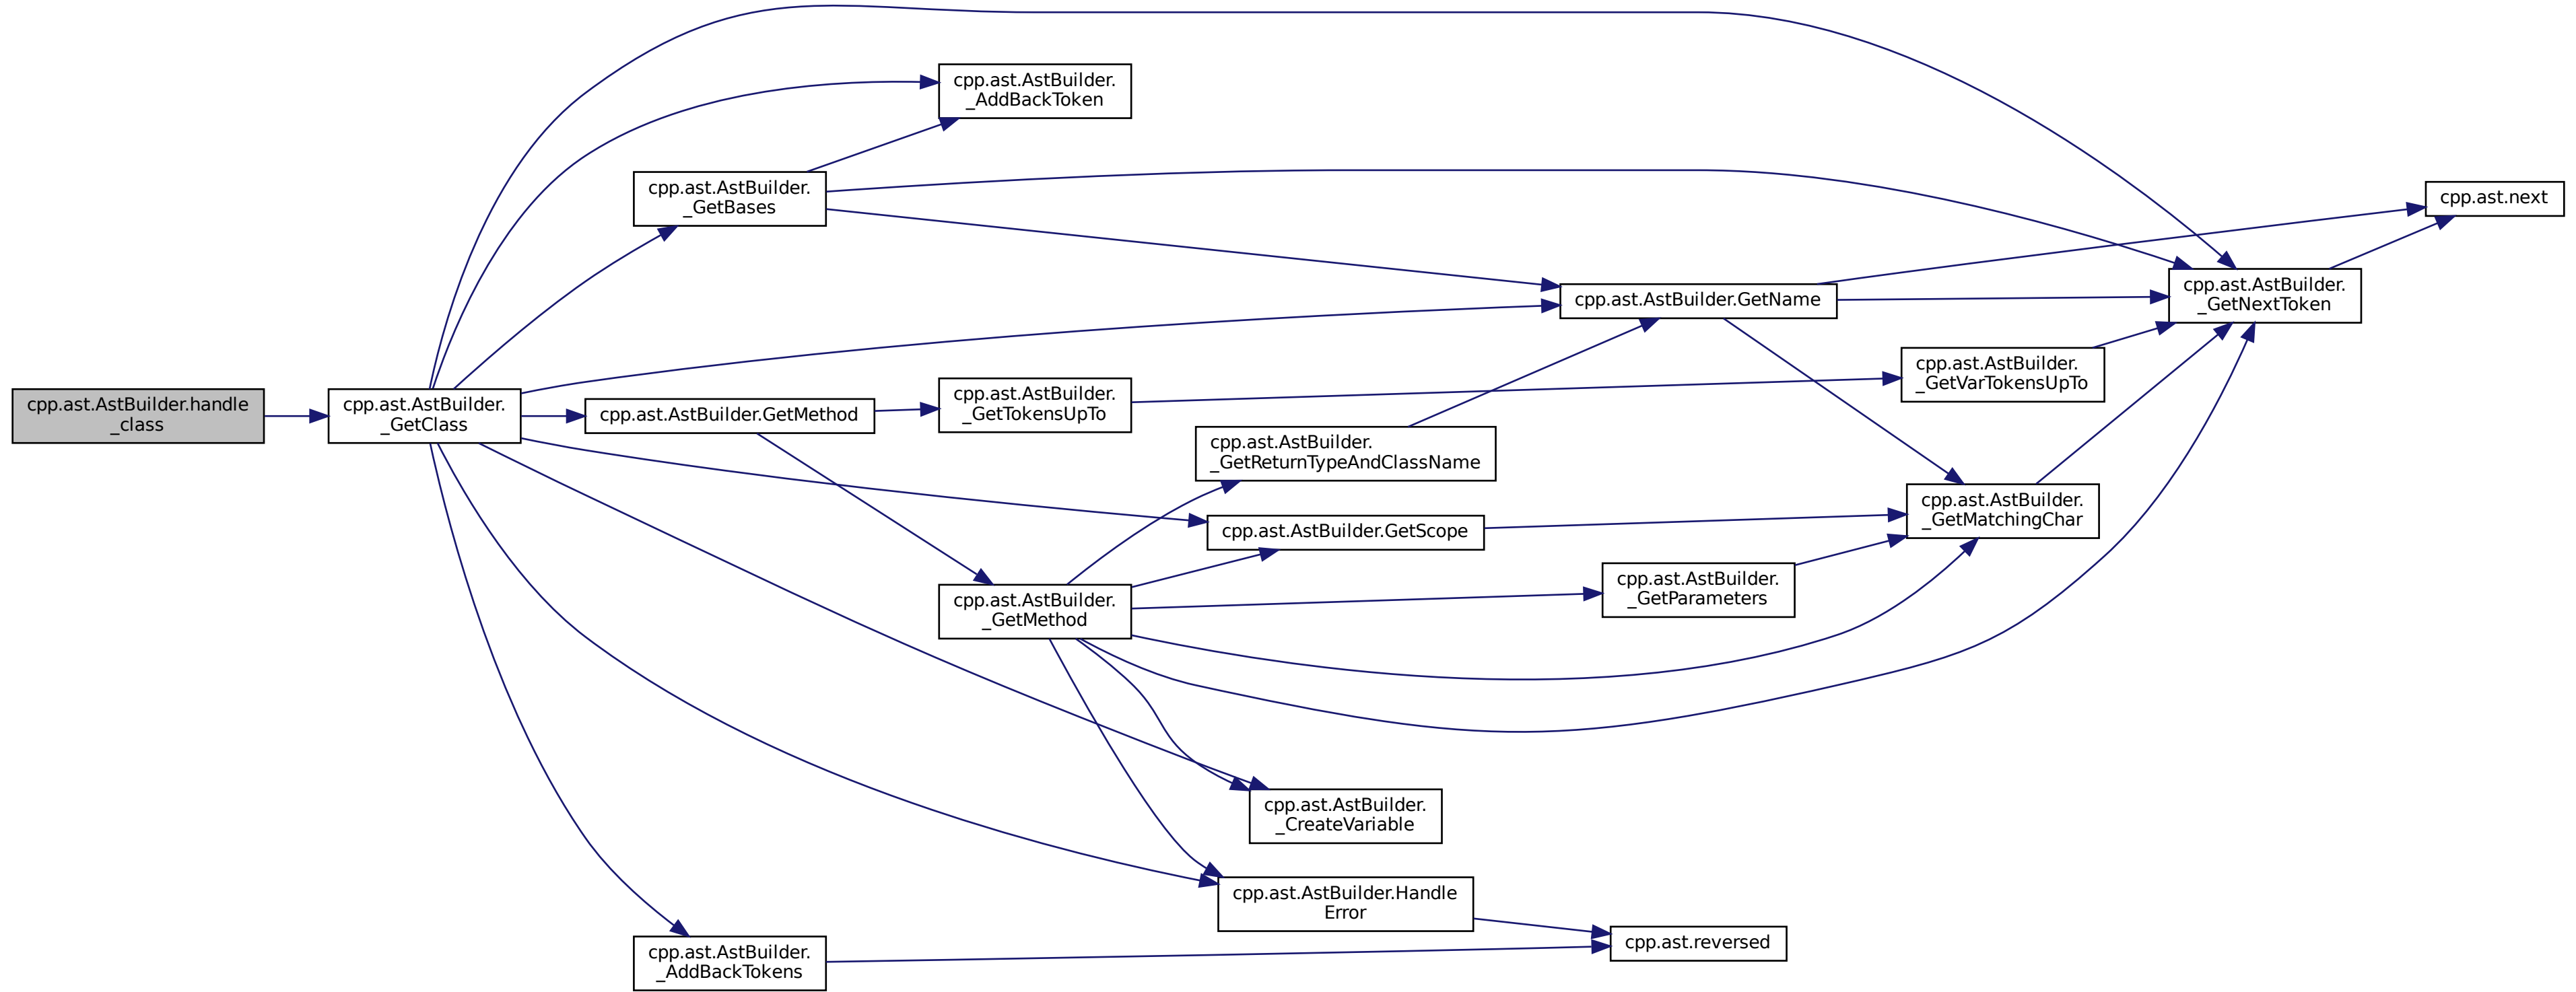 cpp.ast.AstBuilder.handle
_class
cpp.ast.AstBuilder.
_GetClass
cpp.ast.AstBuilder.
_AddBackToken
cpp.ast.AstBuilder.
_GetBases
cpp.ast.AstBuilder.GetMethod
cpp.ast.AstBuilder.
_GetTokensUpTo
cpp.ast.AstBuilder.
_GetReturnTypeAndClassName
cpp.ast.AstBuilder.GetScope
cpp.ast.AstBuilder.
_GetMethod
cpp.ast.AstBuilder.
_CreateVariable
cpp.ast.AstBuilder.Handle
Error
cpp.ast.AstBuilder.
_AddBackTokens
cpp.ast.reversed
cpp.ast.AstBuilder.
_GetParameters
cpp.ast.AstBuilder.GetName
cpp.ast.AstBuilder.
_GetVarTokensUpTo
cpp.ast.AstBuilder.
_GetMatchingChar
cpp.ast.AstBuilder.
_GetNextToken
cpp.ast.next